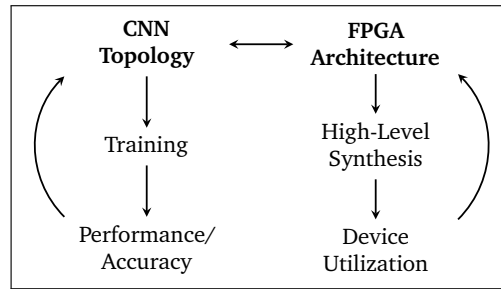 CNN
Topology
FPGA
Architecture
Training
High-Level
Synthesis
Performance/
Accuracy
Device
Utilization